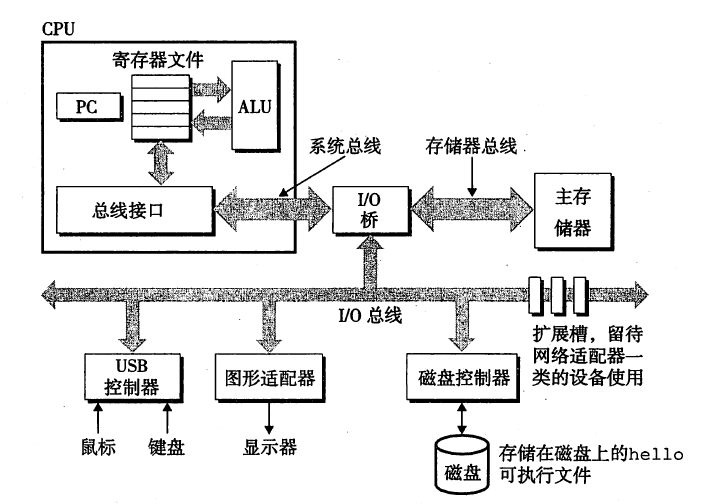 CPU
寄存器文件
PC
ALU
系统总线
存储器总线
总线接口
I/O
桥
主存
储器
I/O 总线
扩展槽，留待
网络适配器一
类的设备使用
USB
控制器
图形适配器
磁盘控制器
鼠标
键盘
显示器
磁盘
存储在磁盘上的hello
可执行文件